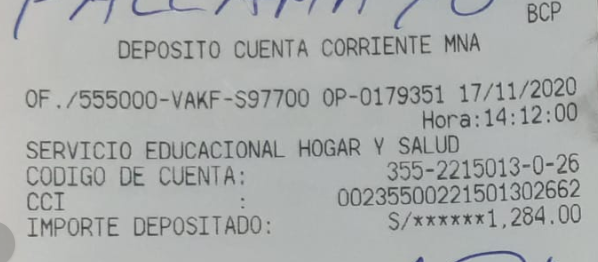 BCP
DEPOSITO CUENTA CORRIENTE MNA
OF./555000-VAKF-S97700 OP-0179351 17/11/2020
Hora:14:12:00
SERVICIO EDUCACIONAL HOGAR Y SALUD
CODIGO DE CUENTA: 355-2215013-0-26
CCI : 00235500221501302662
IMPORTE DEPOSITADO: S/******1,284.00